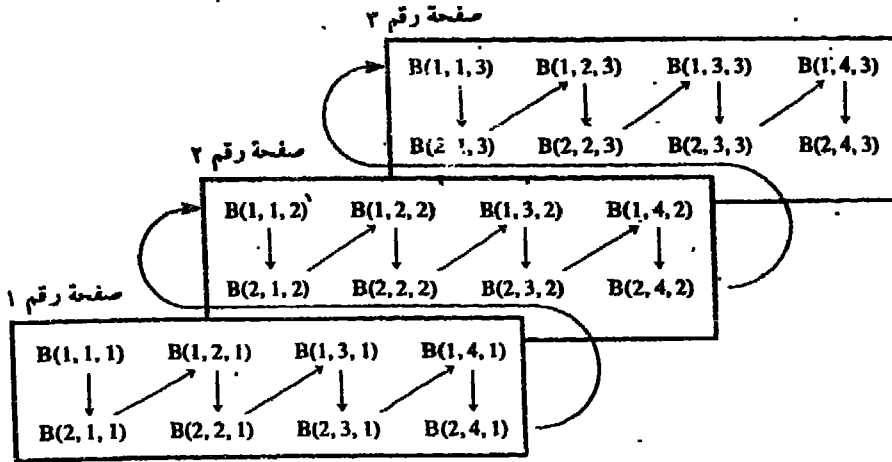 صفحة رقم ٣
B(1, 1, 3) B(1, 2, 3) B(1, 3, 3) B(1, 4, 3)
B(2, 1, 3) B(2, 2, 3) B(2, 3, 3) B(2, 4, 3)
صفحة رقم ٢
B(1, 1, 2) B(1, 2, 2) B(1, 3, 2) B(1, 4, 2)
B(2, 1, 2) B(2, 2, 2) B(2, 3, 2) B(2, 4, 2)
صفحة رقم ١
B(1, 1, 1) B(1, 2, 1) B(1, 3, 1) B(1, 4, 1)
B(2, 1, 1) B(2, 2, 1) B(2, 3, 1) B(2, 4, 1)